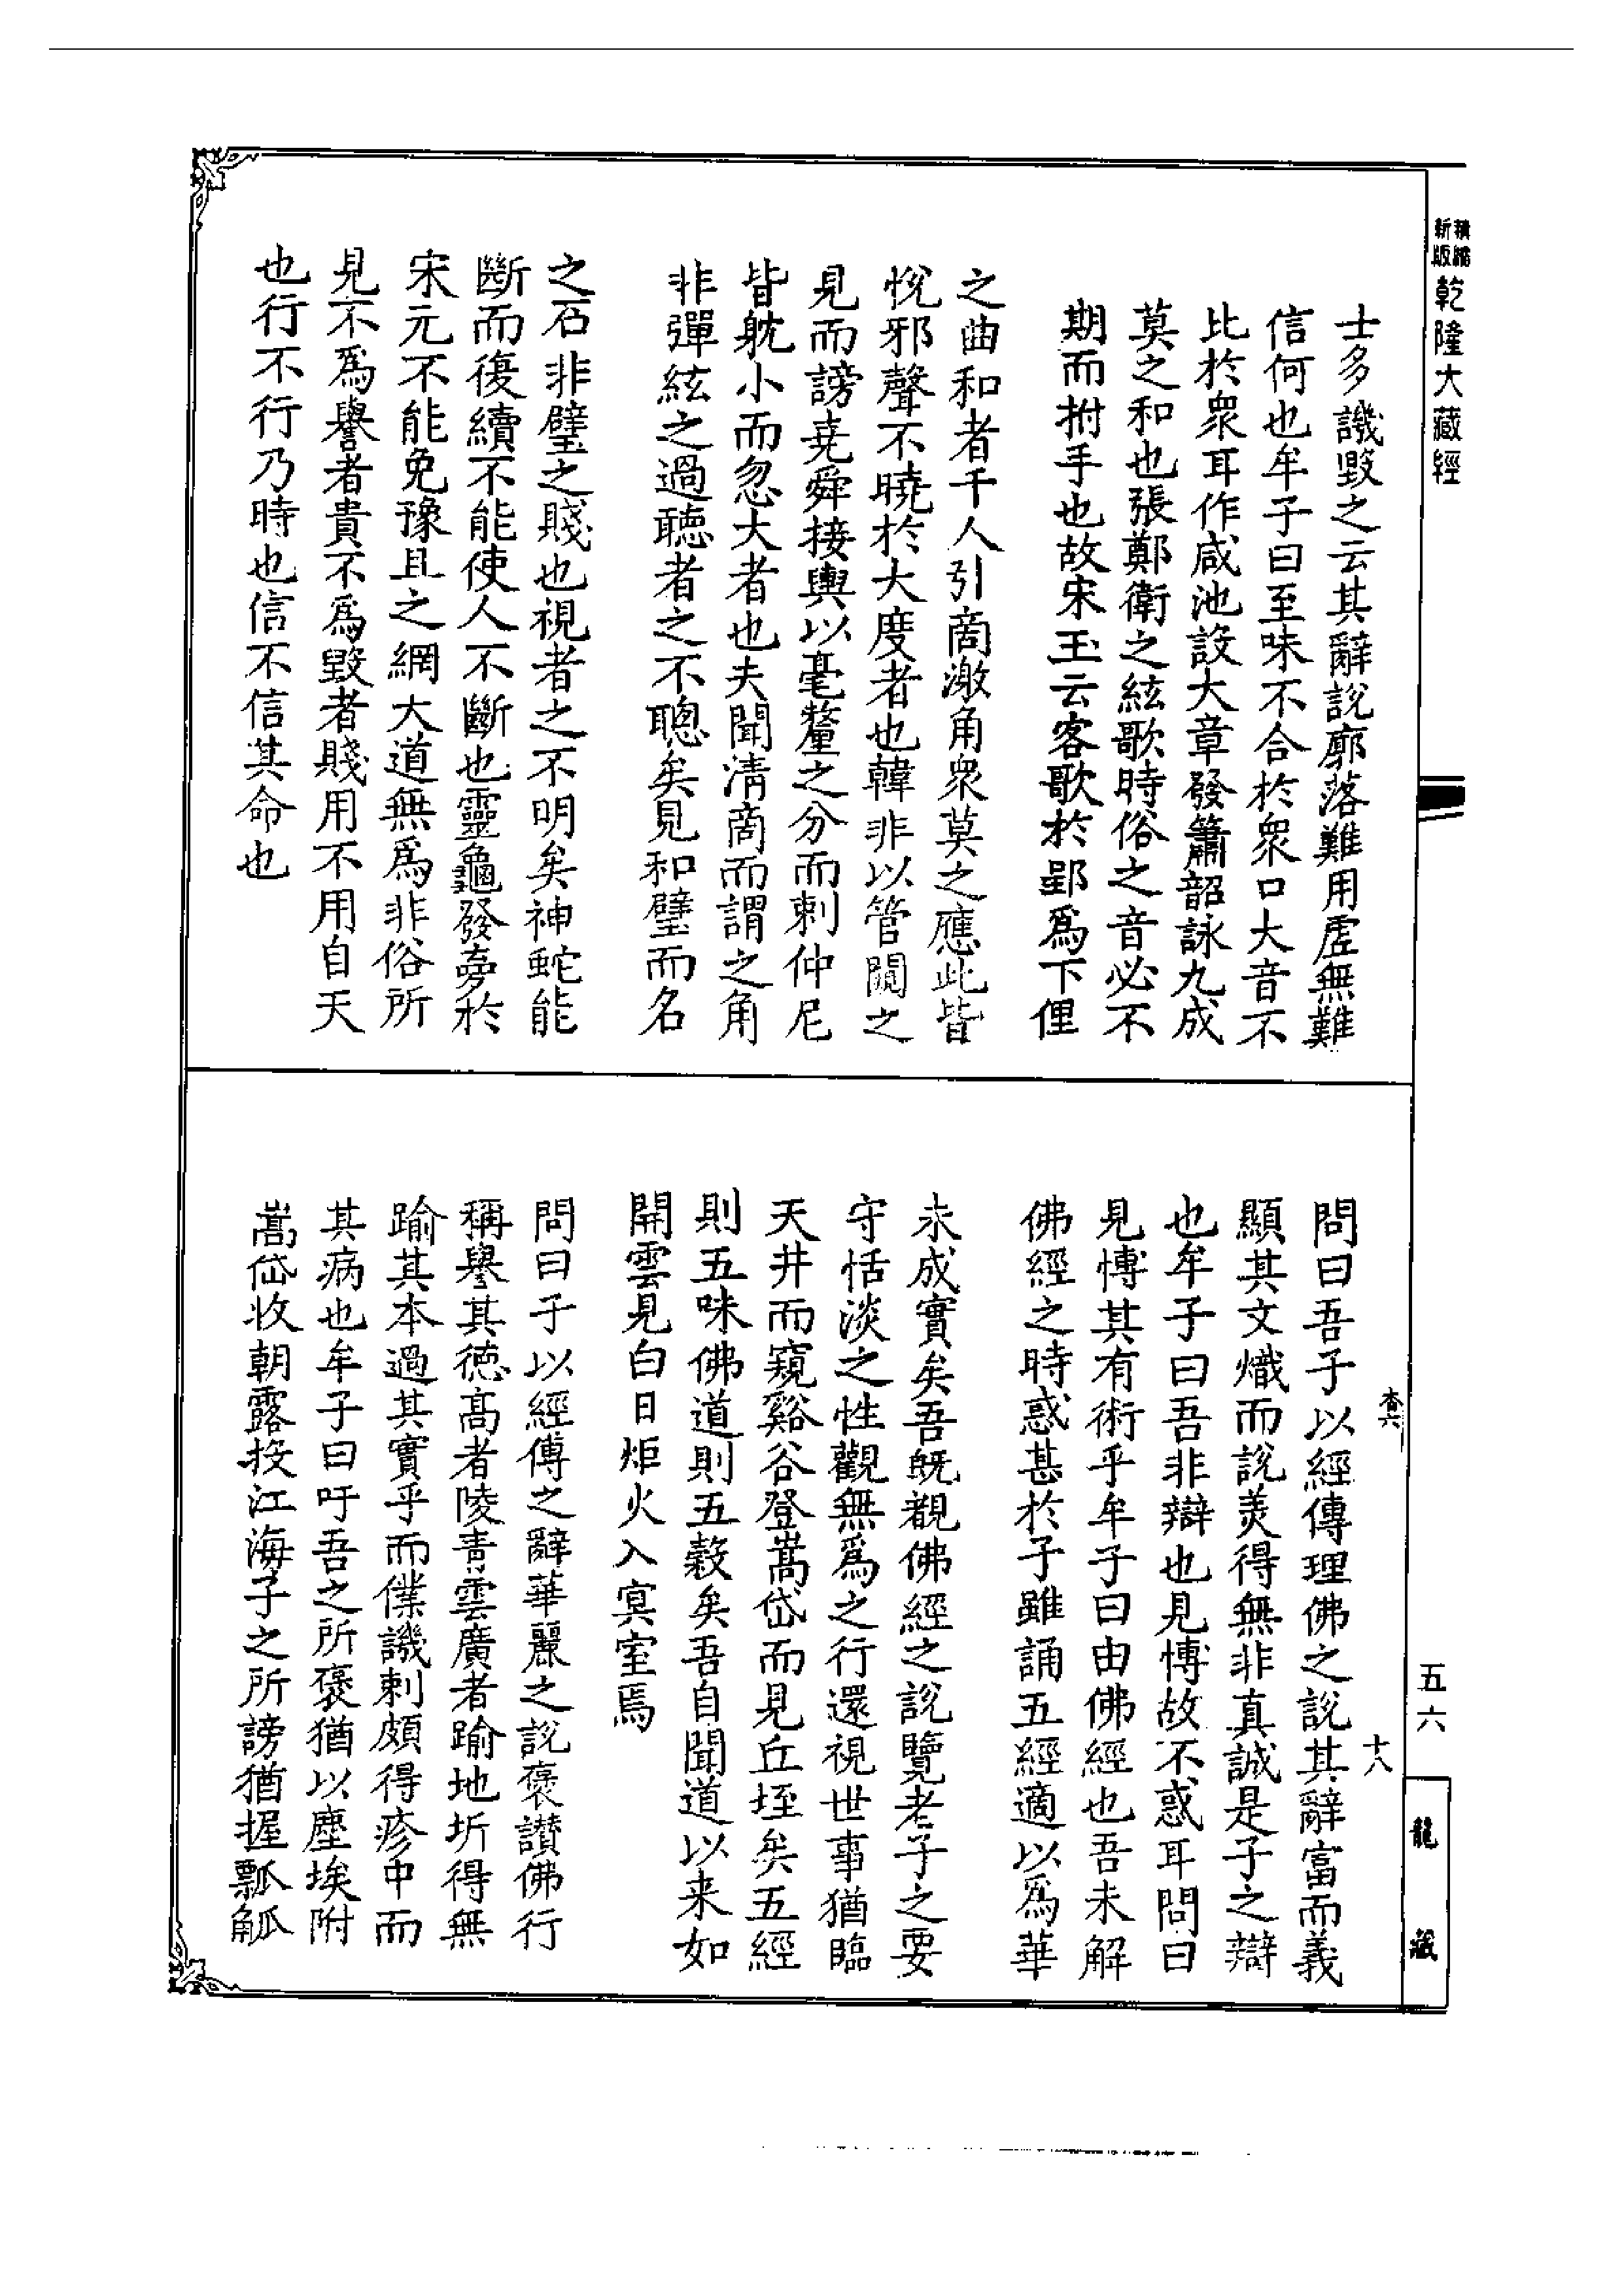 精縮
新版
乾隆大藏經
士多譏毀之云其辭說廓落難用虛無難
信何也牟子曰至味不合於衆口大音不
比於衆耳作咸池設大章發簫韶詠九成
莫之和也張鄭衛之絃歌時俗之音必不
期而拊手也故宋玉云客歌於郢爲下俚
之曲和者千人引商激角衆莫之應此皆
悅邪聲不曉於大度者也韓非以管闚之
見而謗堯舜接輿以毫釐之分而刺仲尼
皆躭小而忽大者也夫聞清商而謂之角
非彈絃之過聽者之不聰矣見和璧而名
之石非璧之賤也視者之不明矣神蛇能
斷而復續不能使人不斷也靈龜發夢於
宋元不能免豫且之網大道無爲非俗所
見不爲譽者貴不爲毀者賤用不用自天
也行不行乃時也信不信其命也
問曰吾子以經傳理佛之說其辭富而義
顯其文熾而說美得無非真誠是子之辯
也牟子曰吾非辯也見博故不惑耳問曰
見博其有術乎牟子曰由佛經也吾未解
佛經之時惑甚於子雖誦五經適以爲華
未成實矣吾旣覩佛經之說覽老子之要
守恬淡之性觀無爲之行還視世事猶臨
天井而窺谿谷登嵩岱而見丘垤矣五經
則五味佛道則五穀矣吾自聞道以来如
開雲見白日炬火入冥室焉
問曰子以經傳之辭華麗之說褒讃佛行
稱譽其德髙者陵青雲廣者踰地圻得無
踰其本過其實乎而僕譏刺頗得疹中而
其病也牟子曰吁吾之所褒猶以塵埃附
嵩岱收朝露投江海子之所謗猶握瓢觚
五六
十八
龍藏